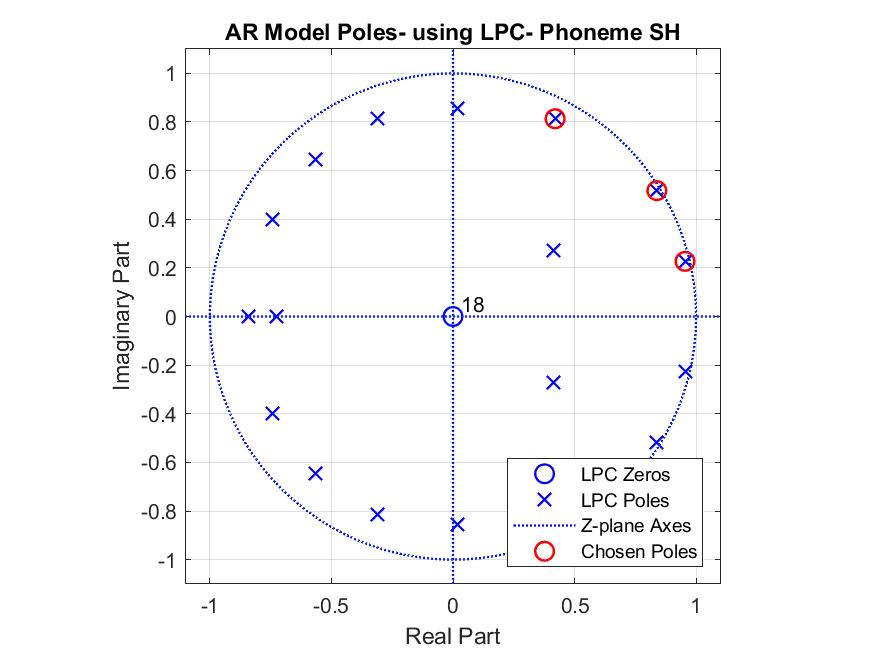 AR Model Poles- using LPC- Phoneme SH
1
0.8
0.6
0.4
0.2
0
-0.2
-0.4
-0.6
-0.8
-1
Imaginary Part
18
LPC Zeros
LPC Poles
Z-plane Axes
Chosen Poles
-1
-0.5
0
0.5
1
Real Part